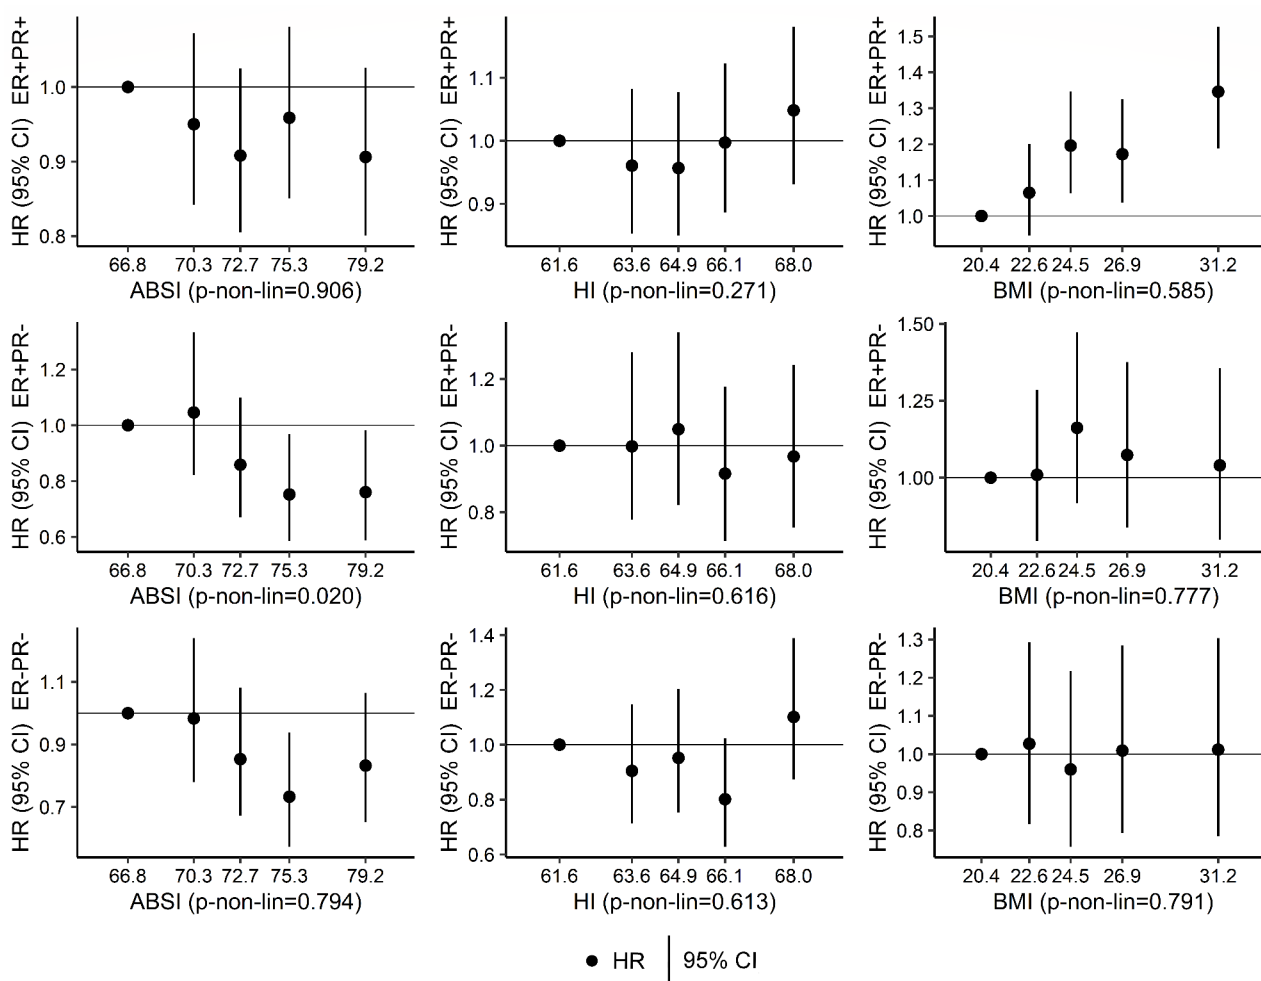 HR (95% CI) ER+PR+
1.0
0.9
0.8
66.8 70.3 72.7 75.3 79.2
ABSI (p-non-lin=0.906)
HR (95% CI) ER+PR+
1.1
1.0
0.9
61.6 63.6 64.9 66.1 68.0
HI (p-non-lin=0.271)
HR (95% CI) ER+PR+
1.5
1.4
1.3
1.2
1.1
1.0
20.4 22.6 24.5 26.9 31.2
BMI (p-non-lin=0.585)
HR (95% CI) ER+PR-
1.2
1.0
0.8
0.6
66.8 70.3 72.7 75.3 79.2
ABSI (p-non-lin=0.020)
HR (95% CI) ER+PR-
1.2
1.0
0.8
61.6 63.6 64.9 66.1 68.0
HI (p-non-lin=0.616)
HR (95% CI) ER+PR-
1.50
1.25
1.00
20.4 22.6 24.5 26.9 31.2
BMI (p-non-lin=0.777)
HR (95% CI) ER-PR-
1.1
0.9
0.7
66.8 70.3 72.7 75.3 79.2
ABSI (p-non-lin=0.794)
HR (95% CI) ER-PR-
1.4
1.2
1.0
0.8
0.6
61.6 63.6 64.9 66.1 68.0
HI (p-non-lin=0.613)
HR (95% CI) ER-PR-
1.3
1.2
1.1
1.0
0.9
0.8
20.4 22.6 24.5 26.9 31.2
BMI (p-non-lin=0.791)
HR 95% CI